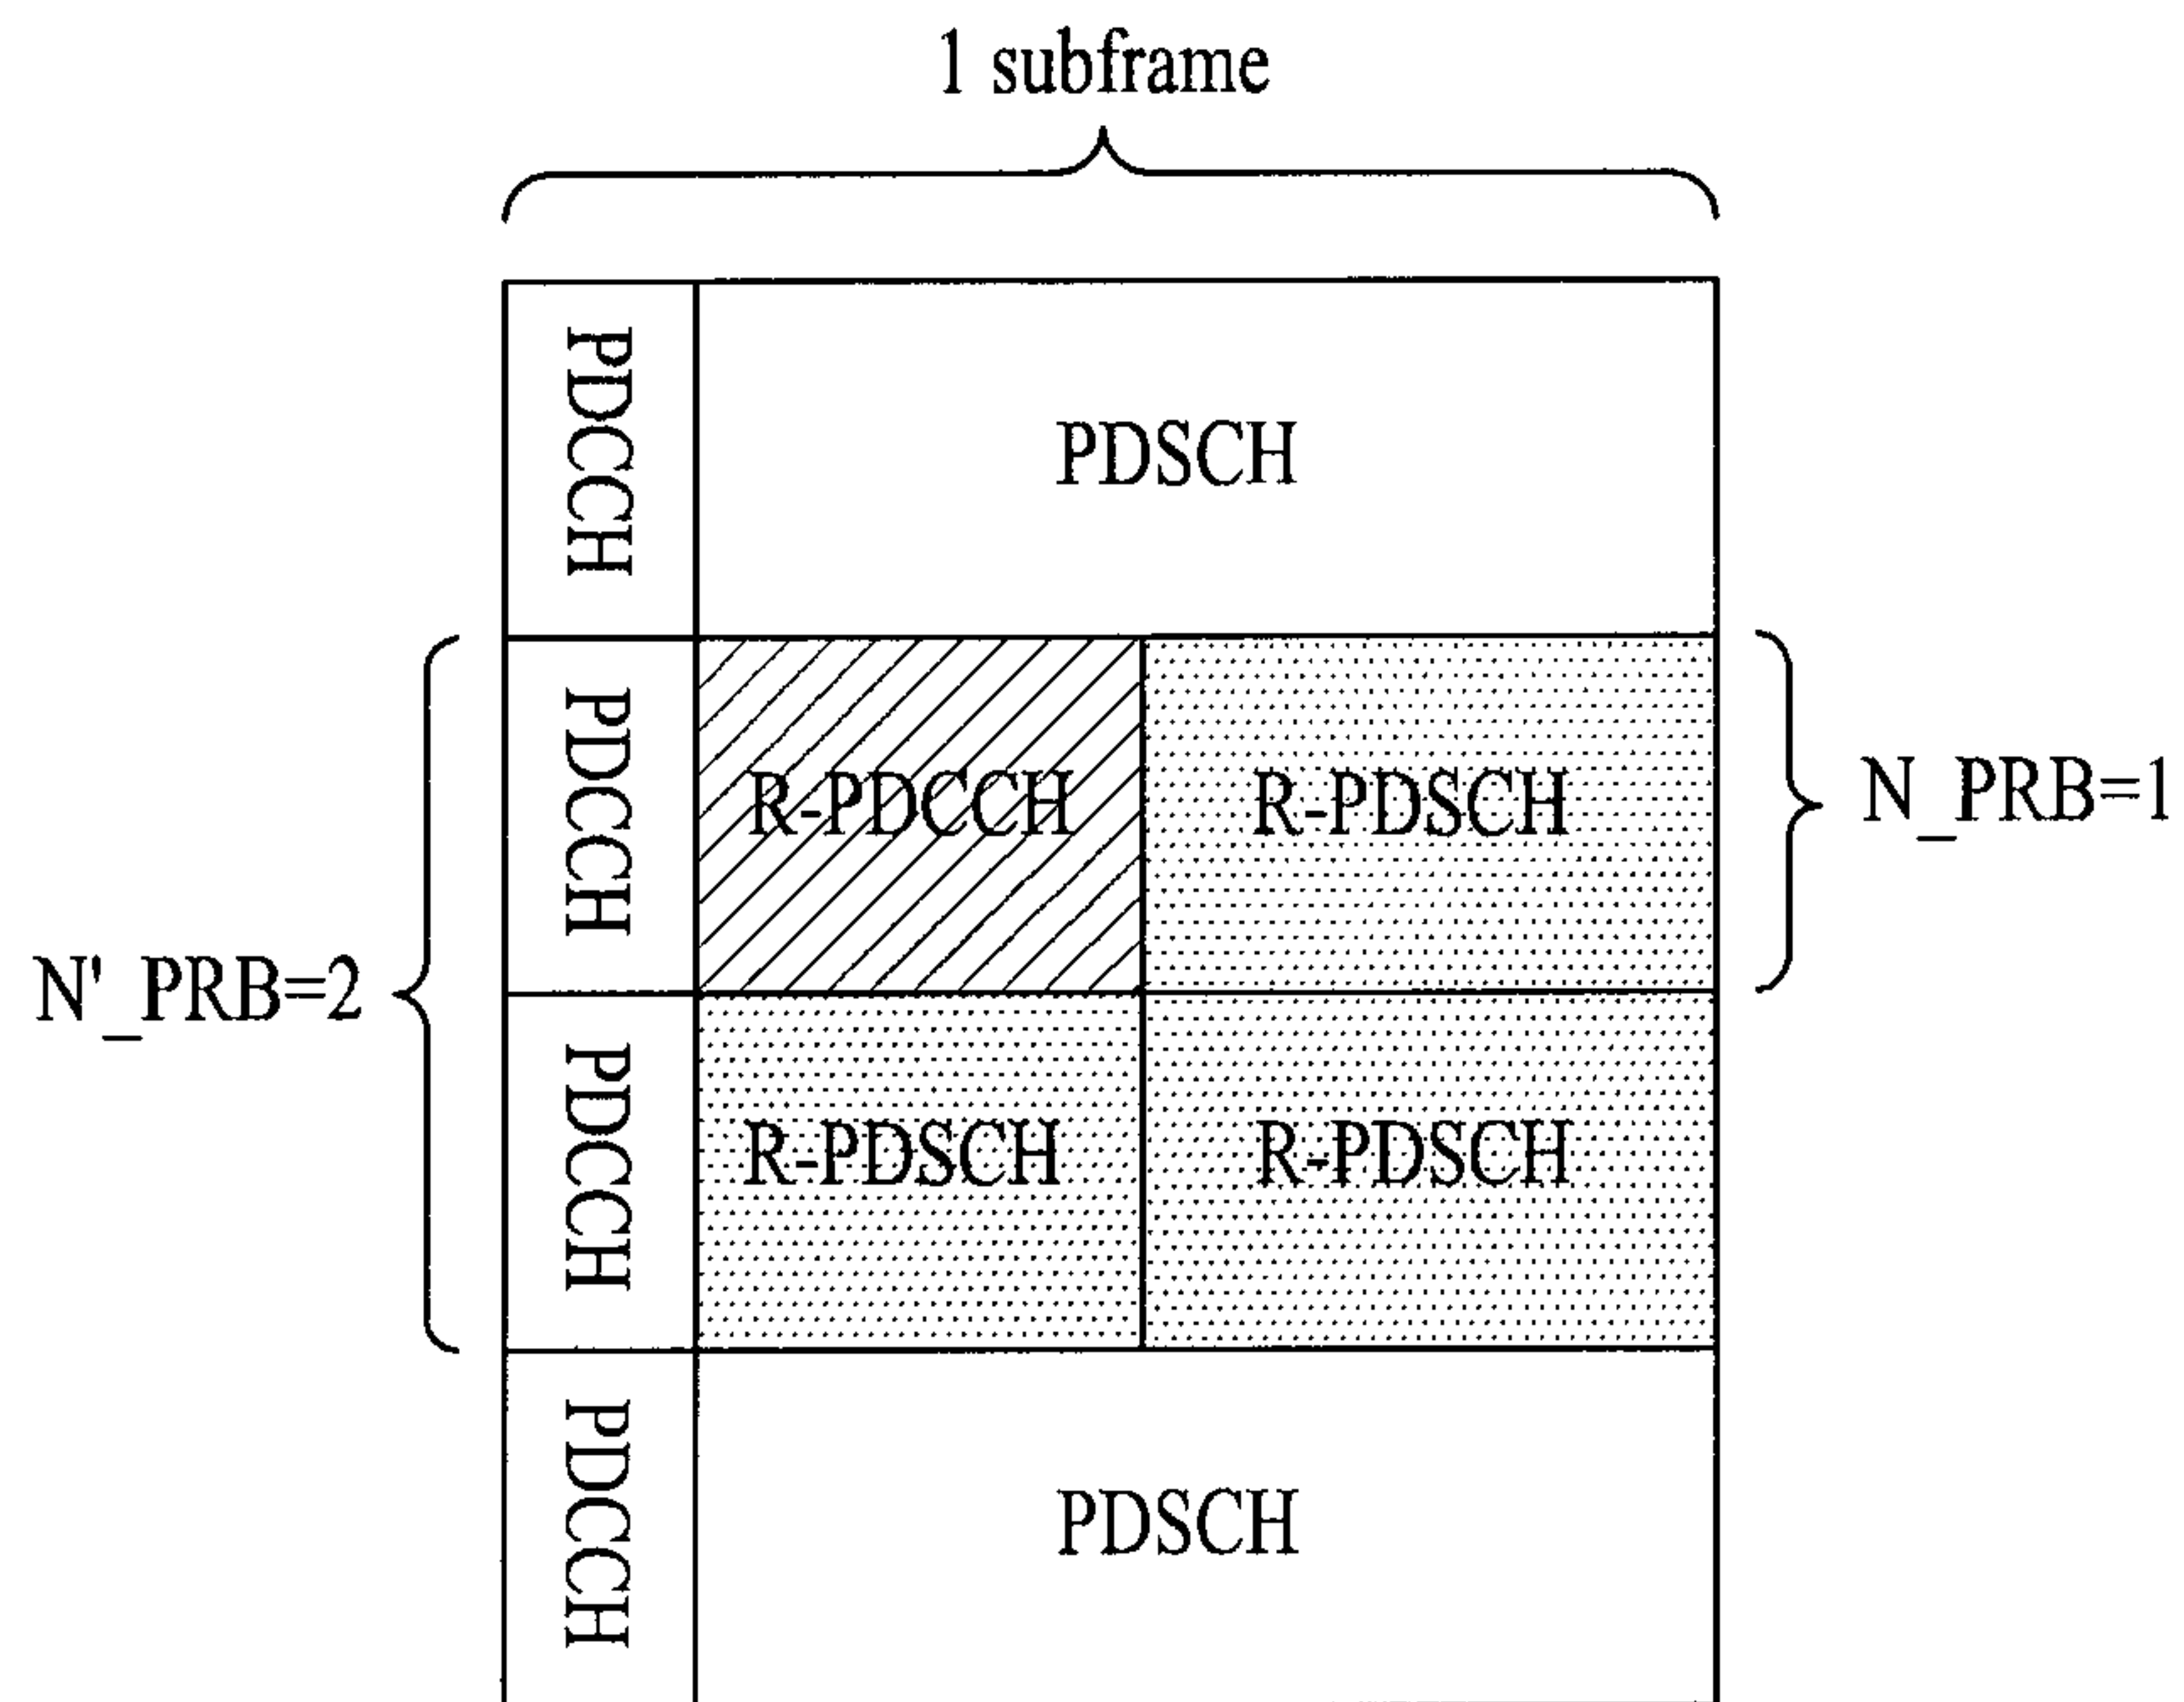 1 subframe
PDCCH
PDSCH
PDCCH
R-PDCCH
R-PDSCH
N_PRB=1
N'_PRB=2
PDCCH
R-PDSCH
R-PDSCH
PDCCH
PDSCH